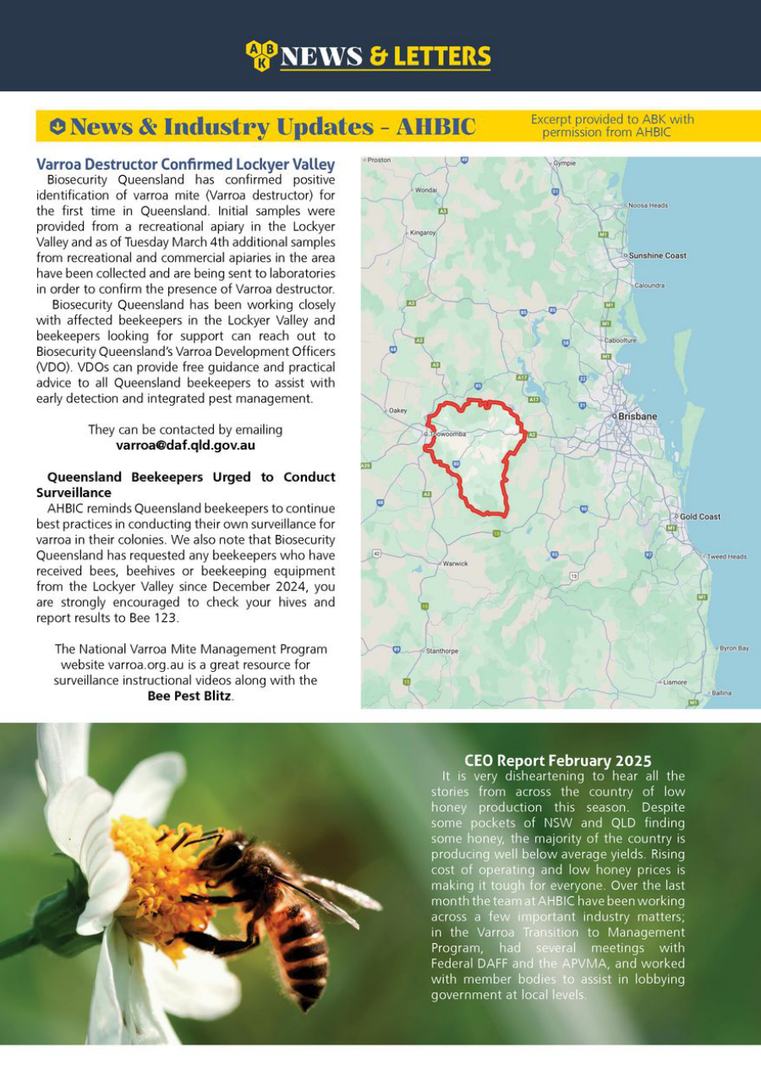 A B K NEWS & LETTERS
News & Industry Updates - AHBIC
Excerpt provided to ABK with
permission from AHBIC
Varroa Destructor Confirmed Lockyer Valley
Biosecurity Queensland has confirmed positive
identification of varroa mite (Varroa destructor) for
the first time in Queensland. Initial samples were
provided from a recreational apiary in the Lockyer
Valley and as of Tuesday March 4th additional samples
from recreational and commercial apiaries in the area
have been collected and are being sent to laboratories
in order to confirm the presence of Varroa destructor.
Biosecurity Queensland has been working closely
with affected beekeepers in the Lockyer Valley and
beekeepers looking for support can reach out to
Biosecurity Queensland's Varroa Development Officers
(VDO). VDOs can provide free guidance and practical
advice to all Queensland beekeepers to assist with
early detection and integrated pest management.
They can be contacted by emailing
varroa@daf.qld.gov.au
Queensland Beekeepers Urged to Conduct
Surveillance
AHBIC reminds Queensland beekeepers to continue
best practices in conducting their own surveillance for
varroa in their colonies. We also note that Biosecurity
Queensland has requested any beekeepers who have
received bees, beehives or beekeeping equipment
from the Lockyer Valley since December 2024, you
are strongly encouraged to check your hives and
report results to Bee 123.
The National Varroa Mite Management Program
website varroa.org.au is a great resource for
surveillance instructional videos along with the
Bee Pest Blitz.
Proston
Gympie
Wondai
Noosa Heads
Kingaroy
Sunshine Coast
Caloundra
Caboolture
Oakey
Brisbane
Toowoomba
Gold Coast
Tweed Heads
Warwick
Stanthorpe
Byron Bay
Lismore
Ballina
CEO Report February 2025
It is very disheartening to hear all the
stories from across the country of low
honey production this season. Despite
some pockets of NSW and QLD finding
some honey, the majority of the country is
producing well below average yields. Rising
cost of operating and low honey prices is
making it tough for everyone. Over the last
month the team at AHBIC have been working
across a few important industry matters;
in the Varroa Transition to Management
Program, had several meetings with
Federal DAFF and the APVMA, and worked
with member bodies to assist in lobbying
government at local levels.